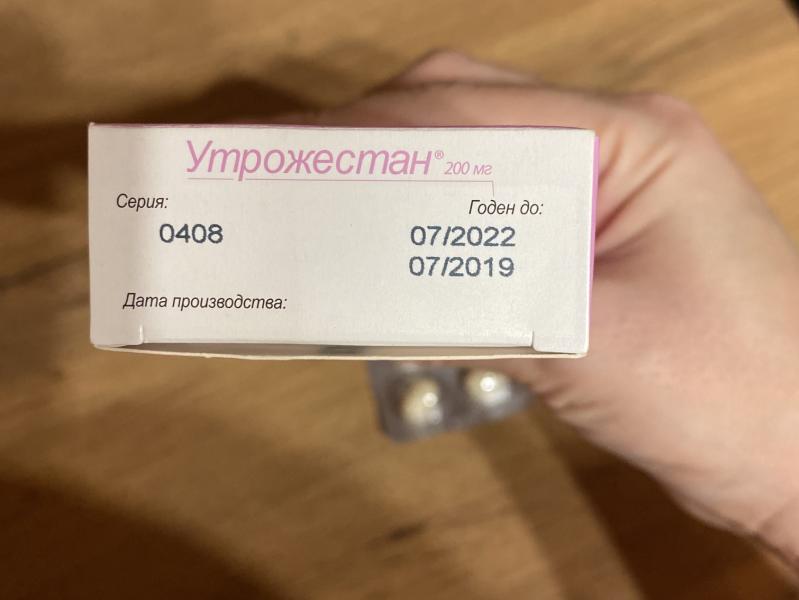 Утрожестан® 200 мг
Серия: Годен до:
0408 07/2022
07/2019
Дата производства: